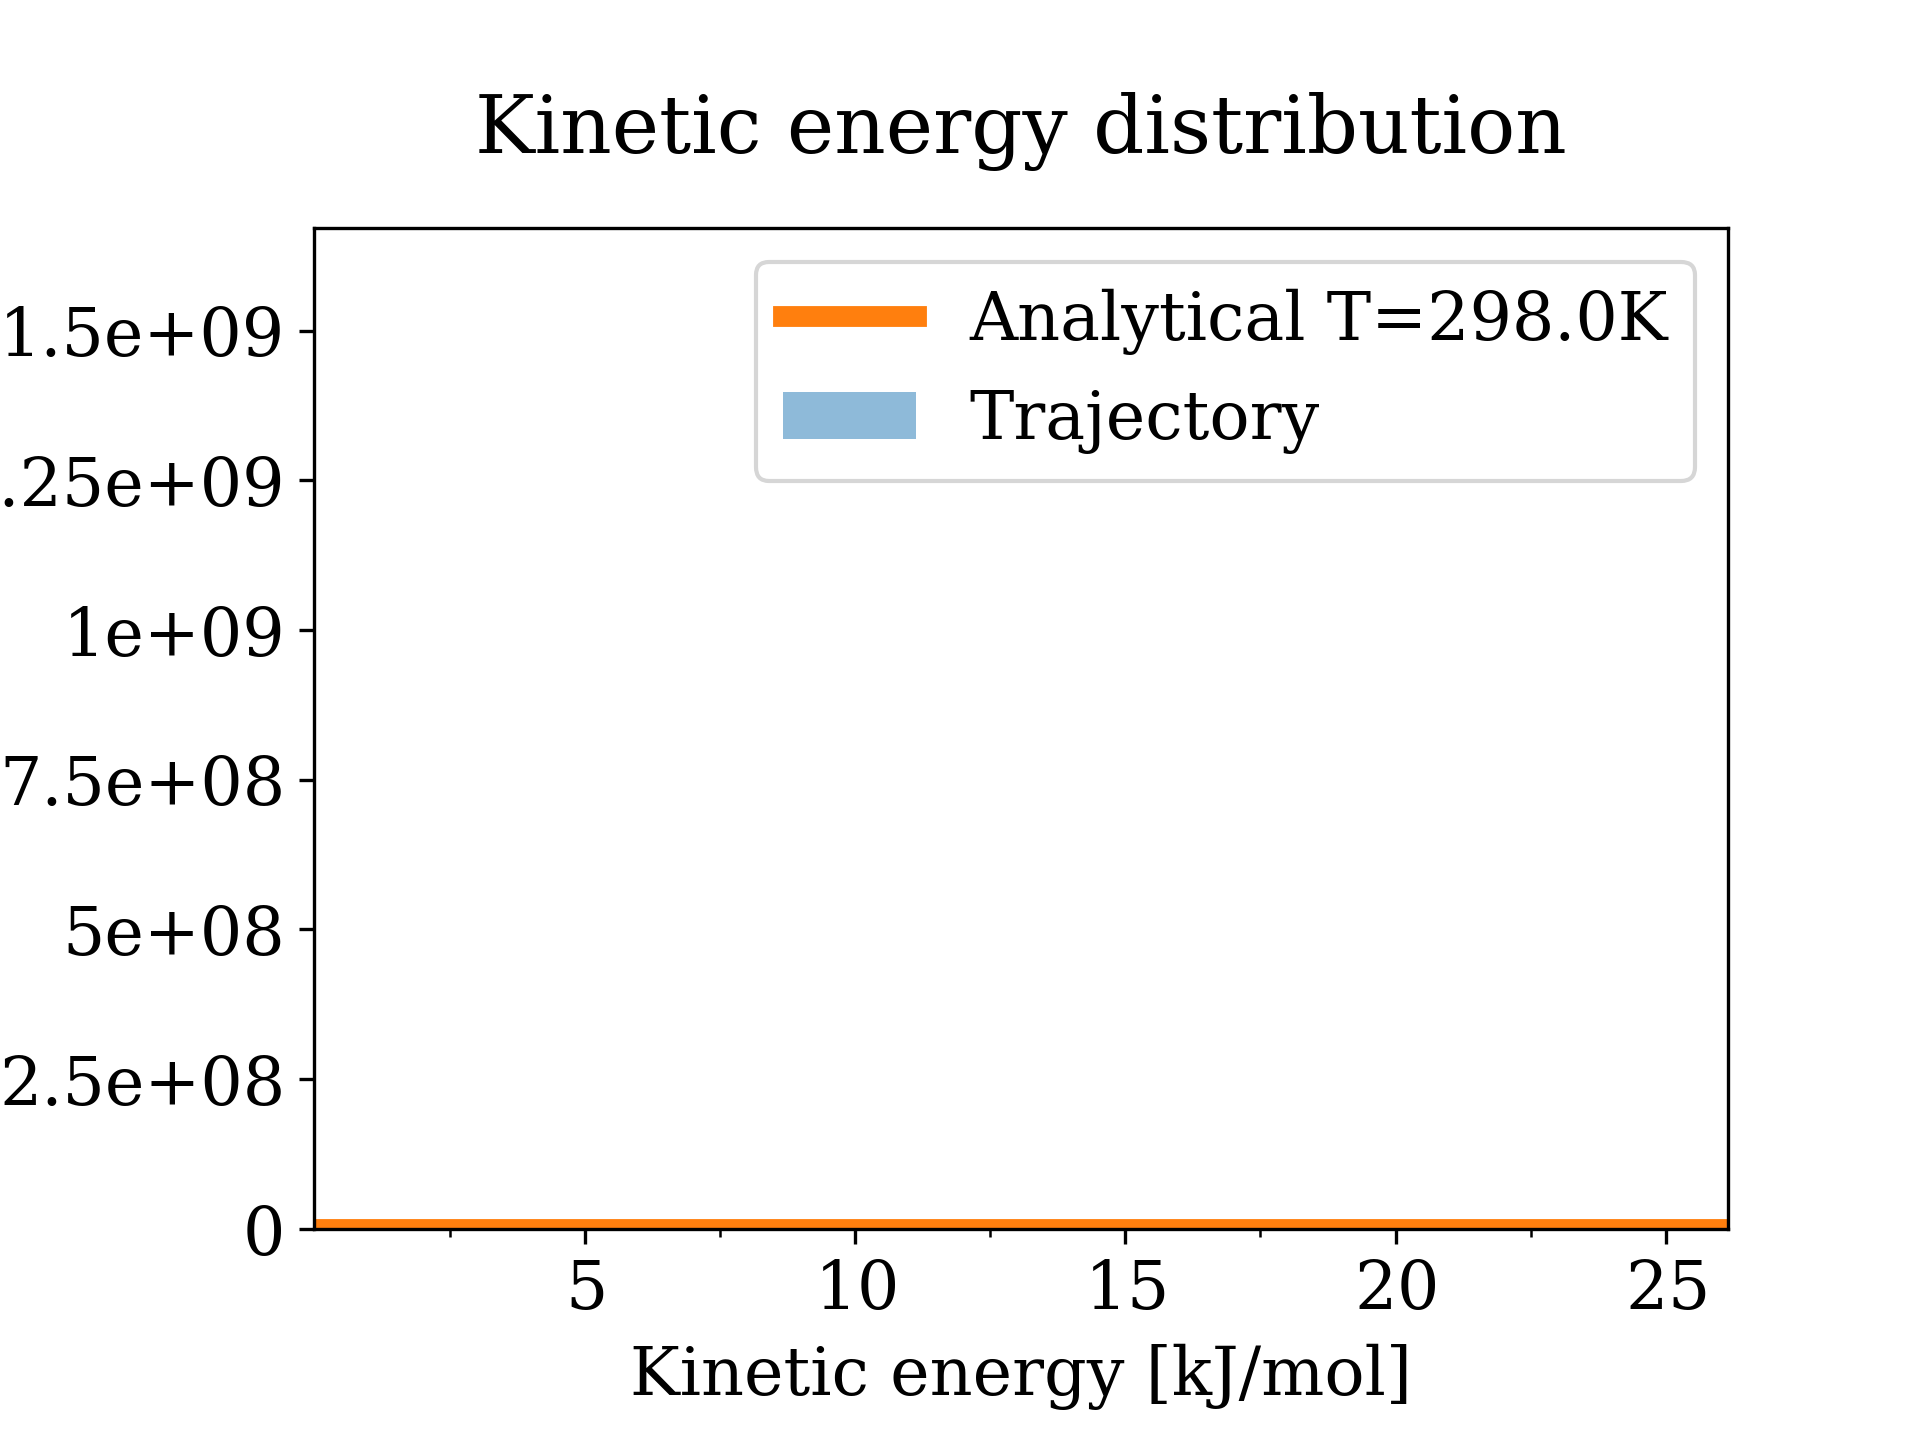 Kinetic energy distribution
Analytical T=298.0K
Trajectory
1.5e+09
.25e+09
1e+09
7.5e+08
5e+08
2.5e+08
0
5 10 15 20 25
Kinetic energy [kJ/mol]